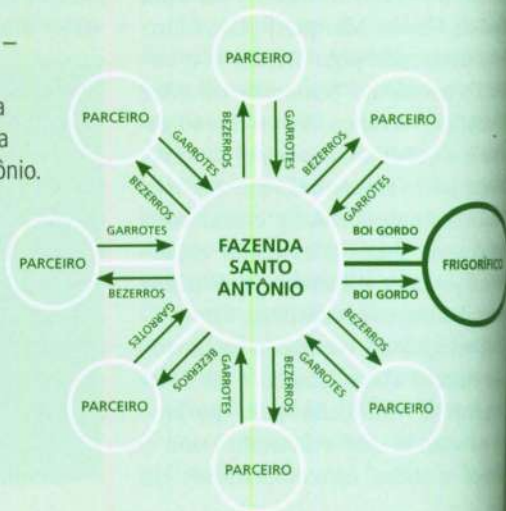 –
a
a
ônio.
PARCEIRO
BEZERROS
GARROTES
PARCEIRO
GARROTES
BEZERROS
PARCEIRO
BEZERROS
GARROTES
PARCEIRO
GARROTES
BEZERROS
FAZENDA
SANTO
ANTÔNIO
BOI GORDO
BOI GORDO
FRIGORÍFICO
PARCEIRO
GARROTES
BEZERROS
PARCEIRO
GARROTES
BEZERROS
PARCEIRO
BEZERROS
GARROTES
PARCEIRO